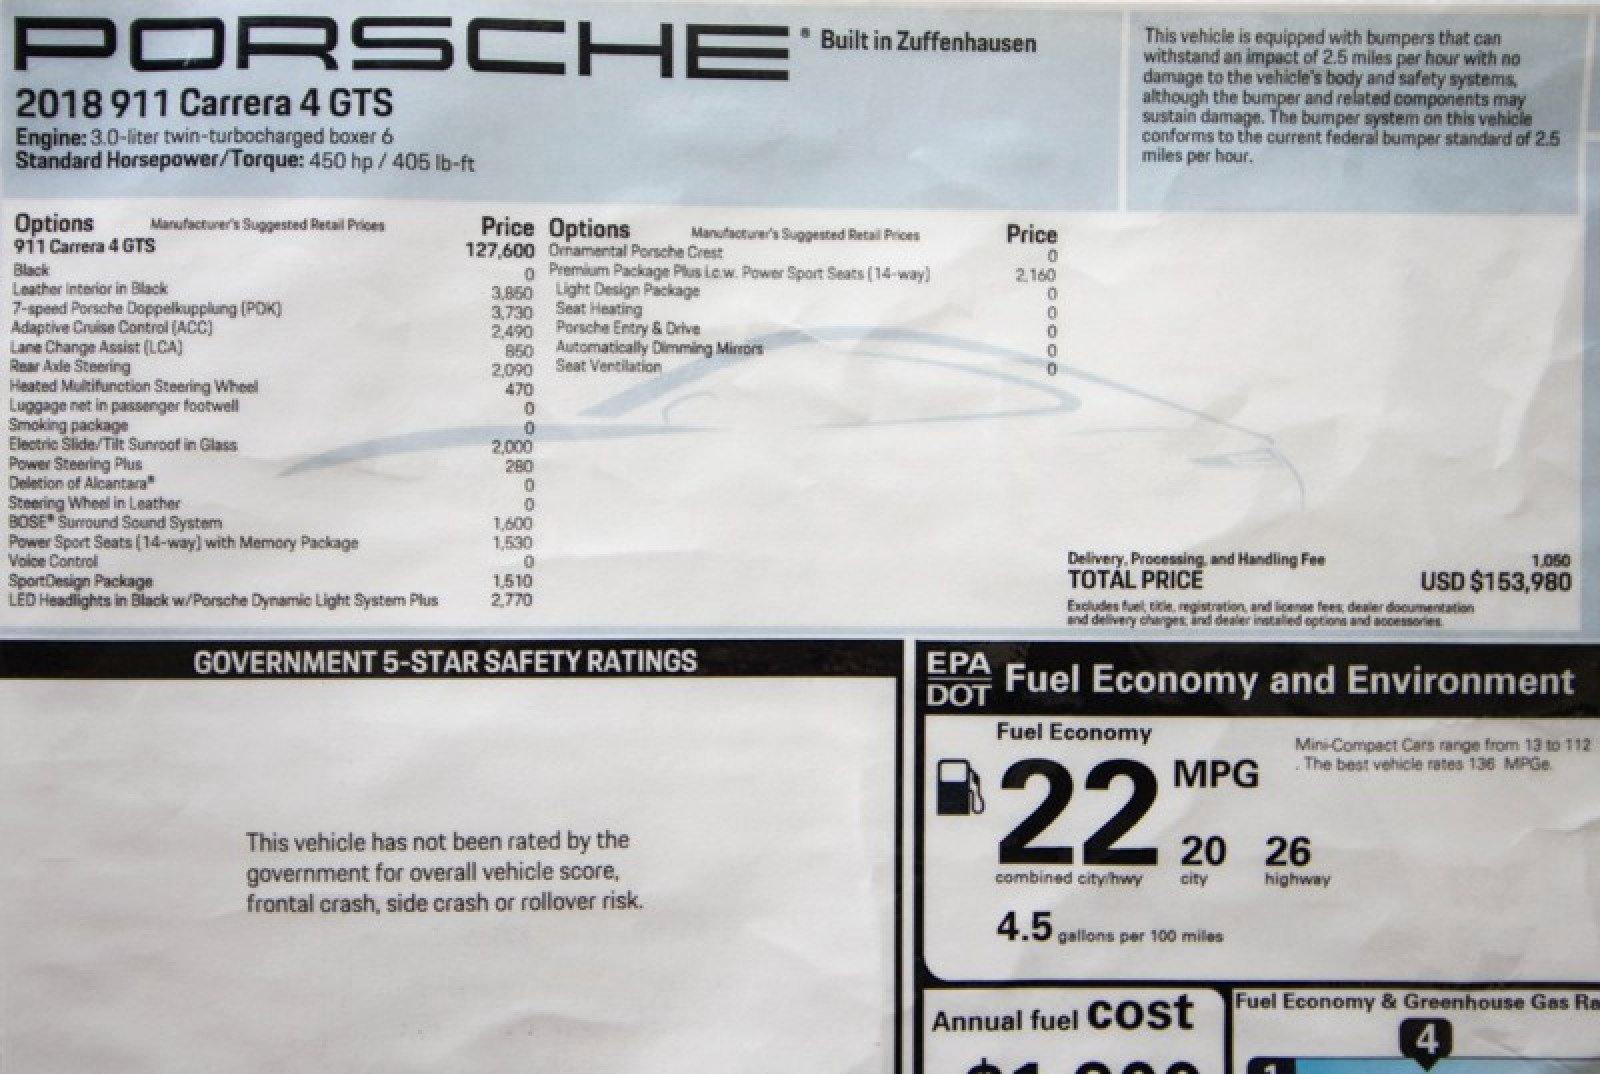 PORSCHE® Built in Zuffenhausen
2018 911 Carrera 4 GTS
Engine: 3.0-liter twin-turbocharged boxer 6
Standard Horsepower/Torque: 450 hp / 405 lb-ft
This vehicle is equipped with bumpers that can
withstand an impact of 2.5 miles per hour with no
damage to the vehicle's body and safety systems,
although the bumper and related components may
sustain damage. The bumper system on this vehicle
conforms to the current federal bumper standard of 2.5
miles per hour.
Options Manufacturer's Suggested Retail Prices Price
911 Carrera 4 GTS 127,600
Black 0
Leather Interior in Black 3,850
7-speed Porsche Doppelkupplung (PDK) 3,730
Adaptive Cruise Control (ACC) 2,490
Lane Change Assist (LCA) 850
Rear Axle Steering 2,090
Heated Multifunction Steering Wheel 470
Luggage net in passenger footwell 0
Smoking package 0
Electric Slide/Tilt Sunroof in Glass 2,000
Power Steering Plus 280
Deletion of Alcantara® 0
Steering Wheel in Leather 0
BOSE® Surround Sound System 1,600
Power Sport Seats (14-way) with Memory Package 1,530
Voice Control 0
SportDesign Package 1,510
LED Headlights in Black w/Porsche Dynamic Light System Plus 2,770
Options Manufacturer's Suggested Retail Prices Price
Ornamental Porsche Crest 0
Premium Package Plus i.c.w. Power Sport Seats (14-way) 2,160
Light Design Package 0
Seat Heating 0
Porsche Entry & Drive 0
Automatically Dimming Mirrors 0
Seat Ventilation 0
Delivery, Processing, and Handling Fee 1,050
TOTAL PRICE USD $153,980
Excludes fuel, title, registration, and license fees, dealer documentation
and delivery charges, and dealer installed options and accessories.
GOVERNMENT 5-STAR SAFETY RATINGS
This vehicle has not been rated by the
government for overall vehicle score,
frontal crash, side crash or rollover risk.
EPA
DOT
Fuel Economy and Environment
Fuel Economy
22 MPG
combined city/hwy
20
city
26
highway
4.5 gallons per 100 miles
Mini-Compact Cars range from 13 to 112
. The best vehicle rates 136 MPGe.
Annual fuel cost
Fuel Economy & Greenhouse Gas Ra
4
1